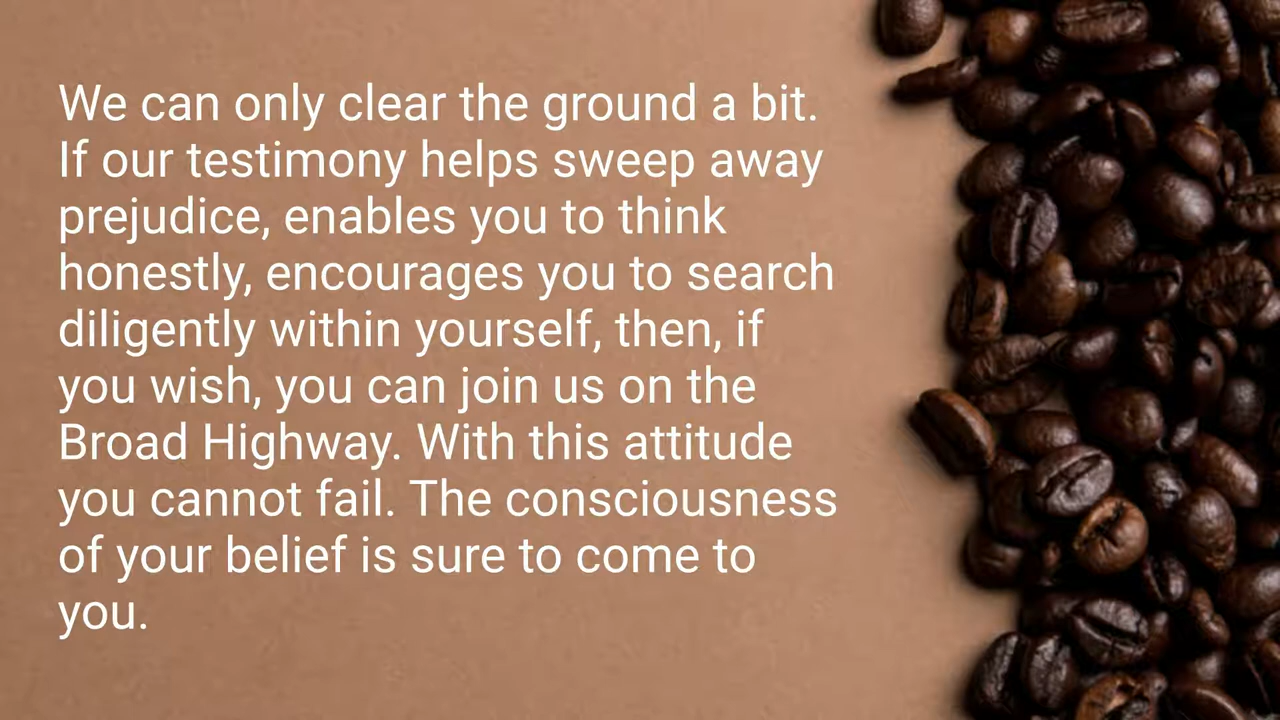 We can only clear the ground a bit.
If our testimony helps sweep away
prejudice, enables you to think
honestly, encourages you to search
diligently within yourself, then, if
you wish, you can join us on the
Broad Highway. With this attitude
you cannot fail. The consciousness
of your belief is sure to come to
you.